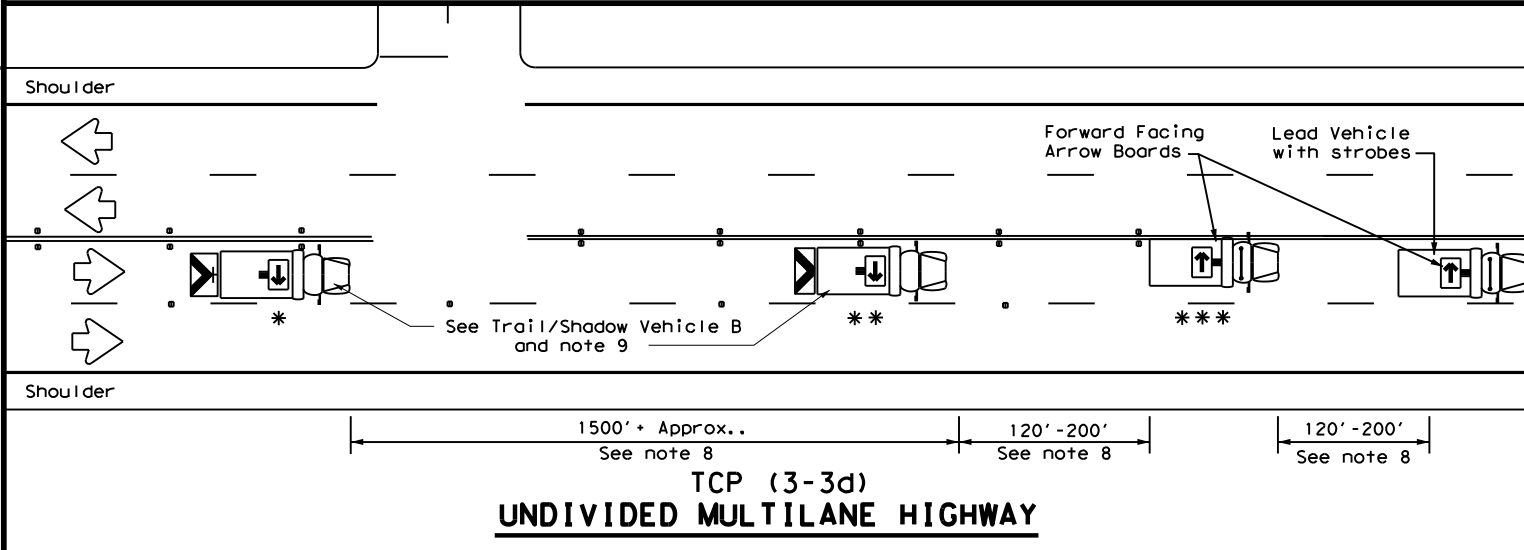 Shoulder
Forward Facing
Arrow Boards
Lead Vehicle
with strobes
*
**
***
See Trail/Shadow Vehicle B
and note 9
Shoulder
1500'+ Approx..
See note 8
120'-200'
See note 8
120'-200'
See note 8
TCP (3-3d)
UNDIVIDED MULTILANE HIGHWAY